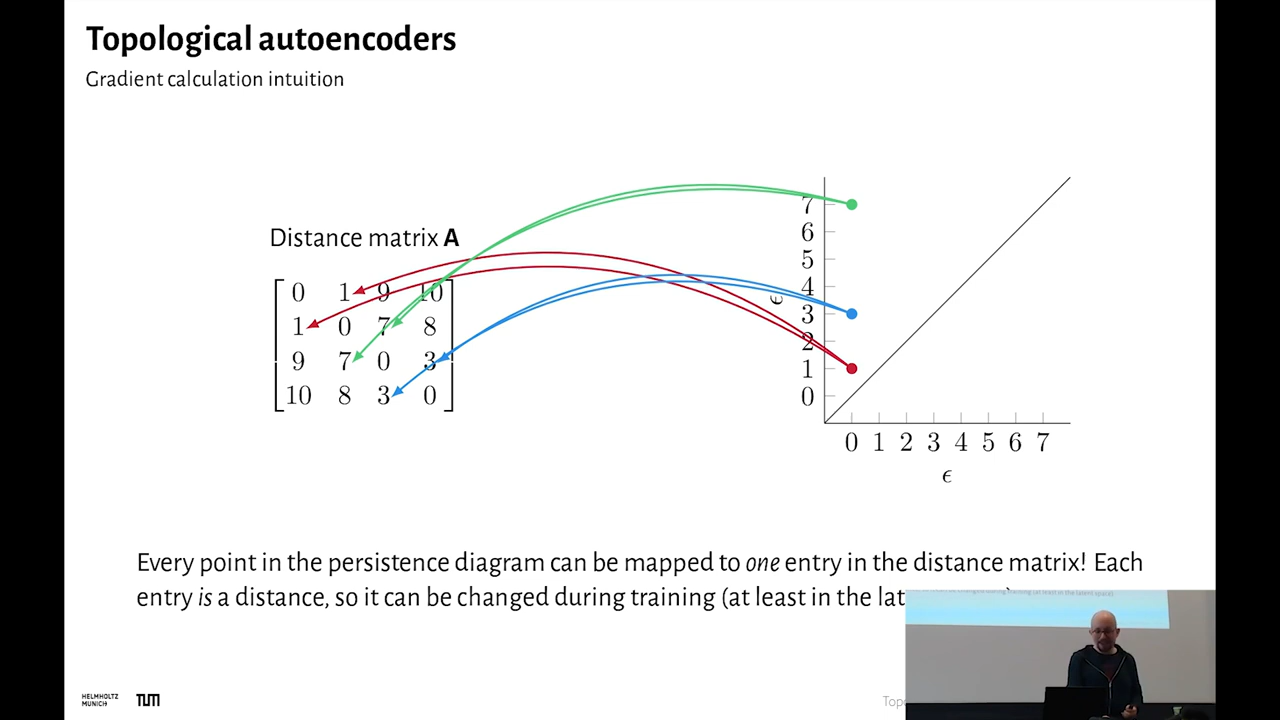 Topological autoencoders
Gradient calculation intuition
Distance matrix A
0 1 9 10
1 0 7 8
9 7 0 3
10 8 3 0
7
6
5
4
3
2
1
0
ϵ
0 1 2 3 4 5 6 7
ϵ
Every point in the persistence diagram can be mapped to one entry in the distance matrix! Each
entry is a distance, so it can be changed during training (at least in the
HELMHOLTZ
MUNICH
TUM